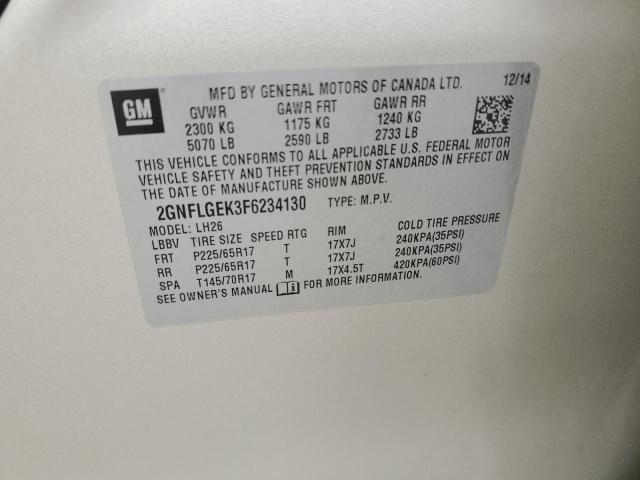 GM
MFD BY GENERAL MOTORS OF CANADA LTD. 12/14
GVWR GAWR FRT GAWR RR
2300 KG 1175 KG 1240 KG
5070 LB 2590 LB 2733 LB
THIS VEHICLE CONFORMS TO ALL APPLICABLE U.S. FEDERAL MOTOR
VEHICLE SAFETY AND THEFT PREVENTION STANDARDS IN EFFECT ON
THE DATE OF MANUFACTURE SHOWN ABOVE.
2GNFLGEK3F6234130 TYPE: M.P.V.
MODEL: LH26
LBBV TIRE SIZE SPEED RTG RIM COLD TIRE PRESSURE
FRT P225/65R17 T 17X7J 240KPA(35PSI)
RR P225/65R17 T 17X7J 240KPA(35PSI)
SPA T145/70R17 M 17X4.5T 420KPA(60PSI)
SEE OWNER'S MANUAL FOR MORE INFORMATION.